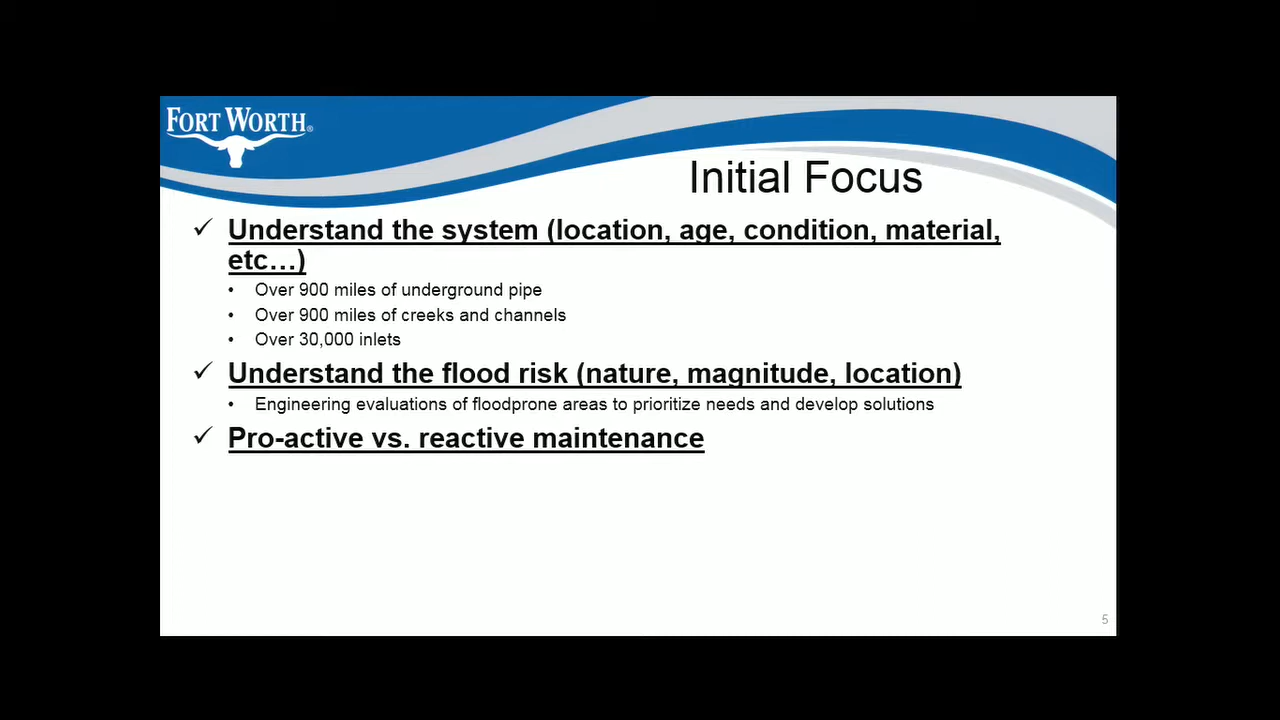 FORT WORTH®
Initial Focus
✓ Understand the system (location, age, condition, material,
etc…)
• Over 900 miles of underground pipe
• Over 900 miles of creeks and channels
• Over 30,000 inlets
✓ Understand the flood risk (nature, magnitude, location)
• Engineering evaluations of floodprone areas to prioritize needs and develop solutions
✓ Pro-active vs. reactive maintenance
5